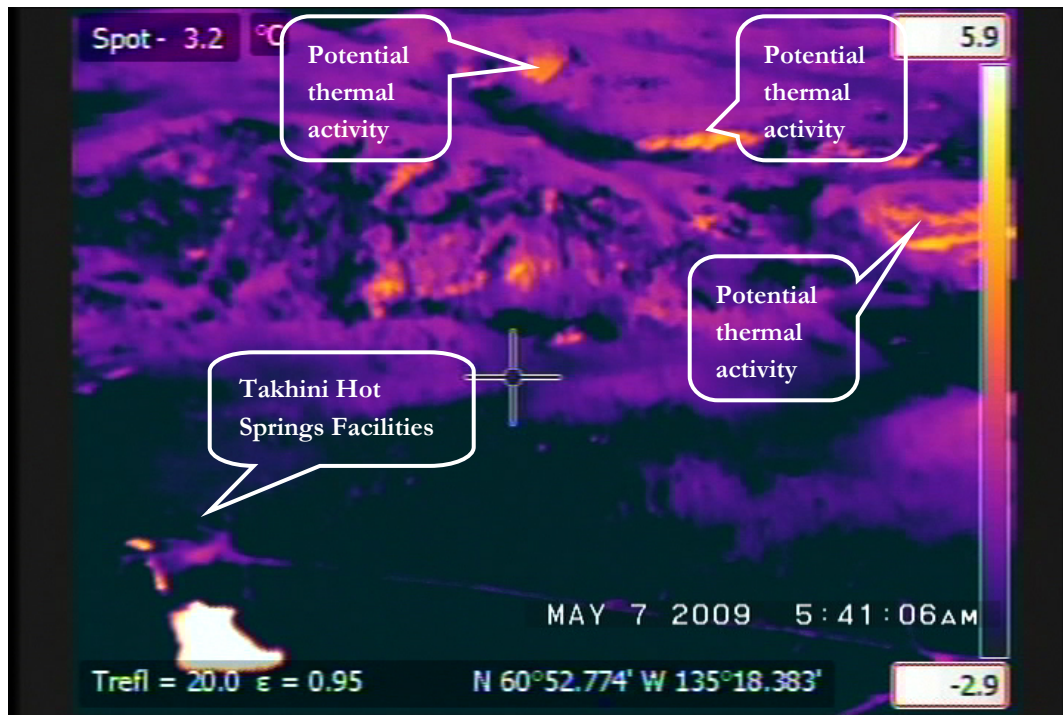 Spot - 3.2 °C
5.9
Potential
thermal
activity
Potential
thermal
activity
Potential
thermal
activity
Takhini Hot
Springs Facilities
MAY 7 2009 5:41:06AM
Trefl = 20.0 ε = 0.95
N 60°52.774' W 135°18.383'
-2.9